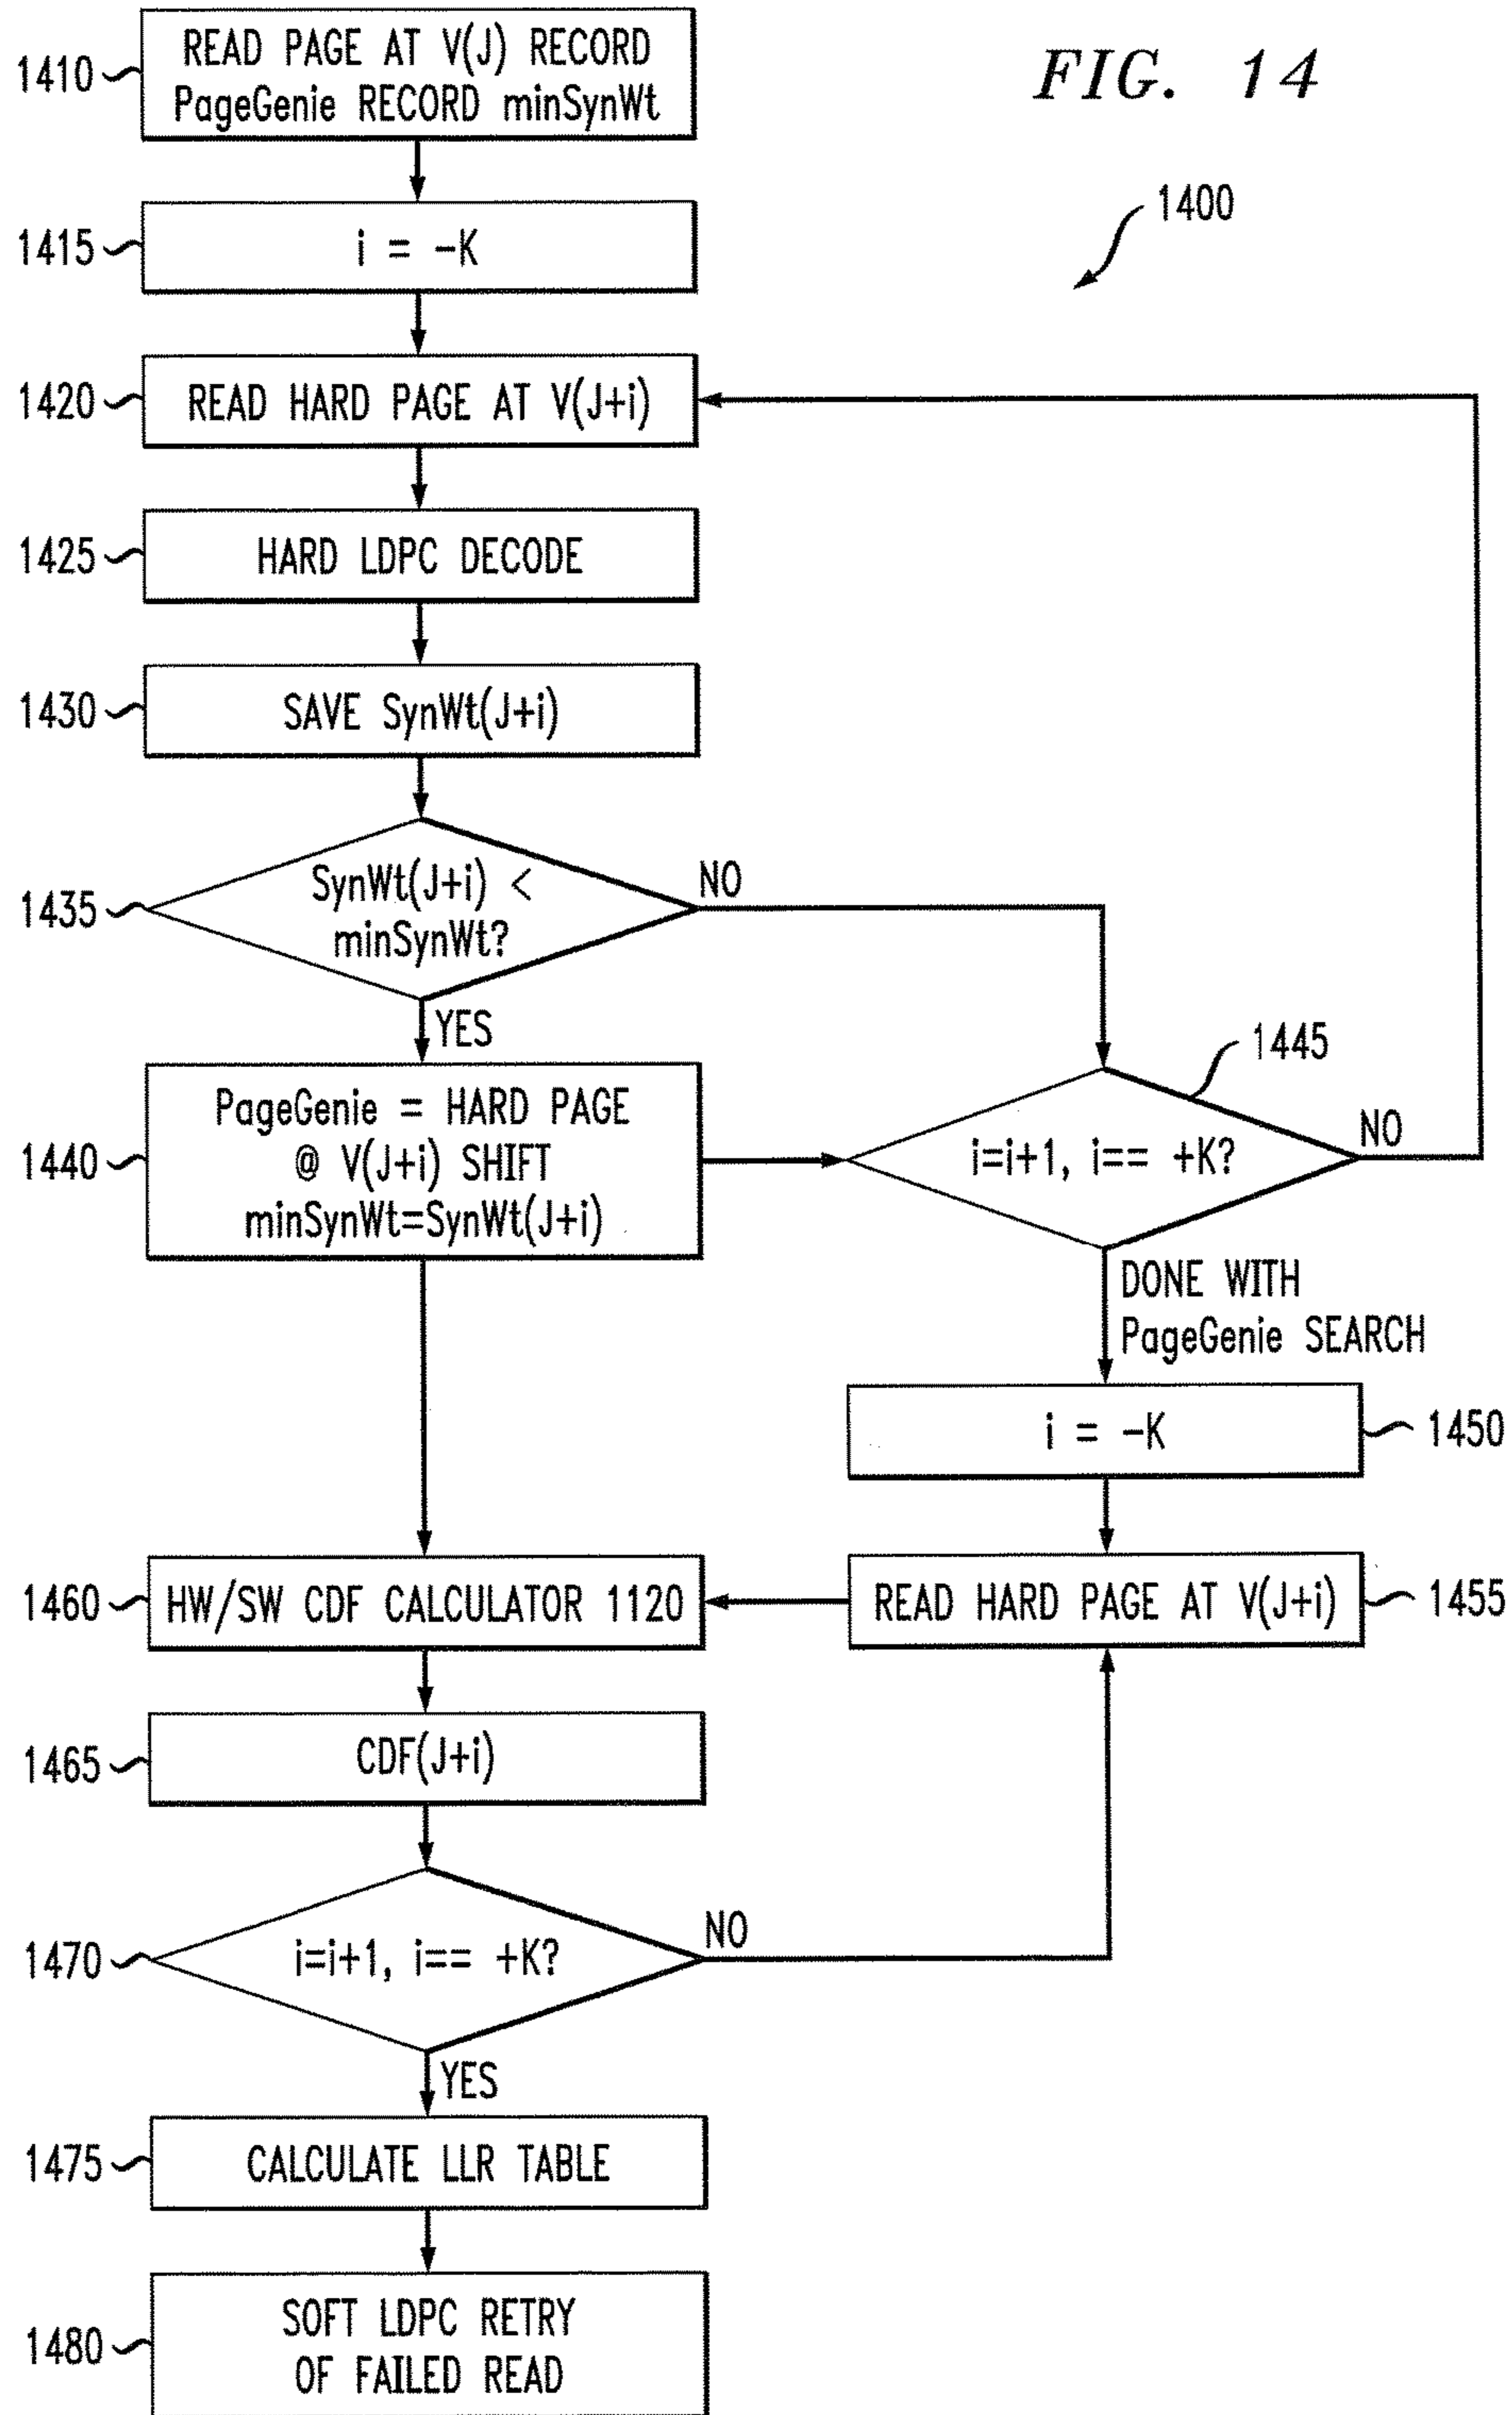 FIG. 14
1400
1410
READ PAGE AT V(J) RECORD
PageGenie RECORD minSynWt
1415
i = -K
1420
READ HARD PAGE AT V(J+i)
1425
HARD LDPC DECODE
1430
SAVE SynWt(J+i)
1435
SynWt(J+i) <
minSynWt?
NO
YES
1440
PageGenie = HARD PAGE
@ V(J+i) SHIFT
minSynWt=SynWt(J+i)
1445
i=i+1, i== +K?
NO
DONE WITH
PageGenie SEARCH
i = -K
1450
1460
HW/SW CDF CALCULATOR 1120
READ HARD PAGE AT V(J+i)
1455
1465
CDF(J+i)
1470
i=i+1, i== +K?
NO
YES
1475
CALCULATE LLR TABLE
1480
SOFT LDPC RETRY
OF FAILED READ